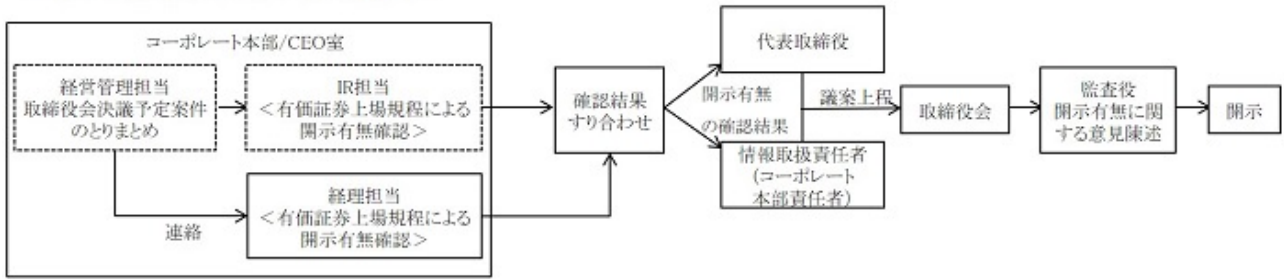 コーポレート本部/CEO室
経営管理担当
取締役会決議予定案件
のとりまとめ
IR担当
<有価証券上場規程による
開示有無確認>
連絡
経理担当
<有価証券上場規程による
開示有無確認>
確認結果
すり合わせ
代表取締役
開示有無
の確認結果
情報取扱責任者
(コーポレート
本部責任者)
議案上程
取締役会
監査役
開示有無に関
する意見陳述
開示